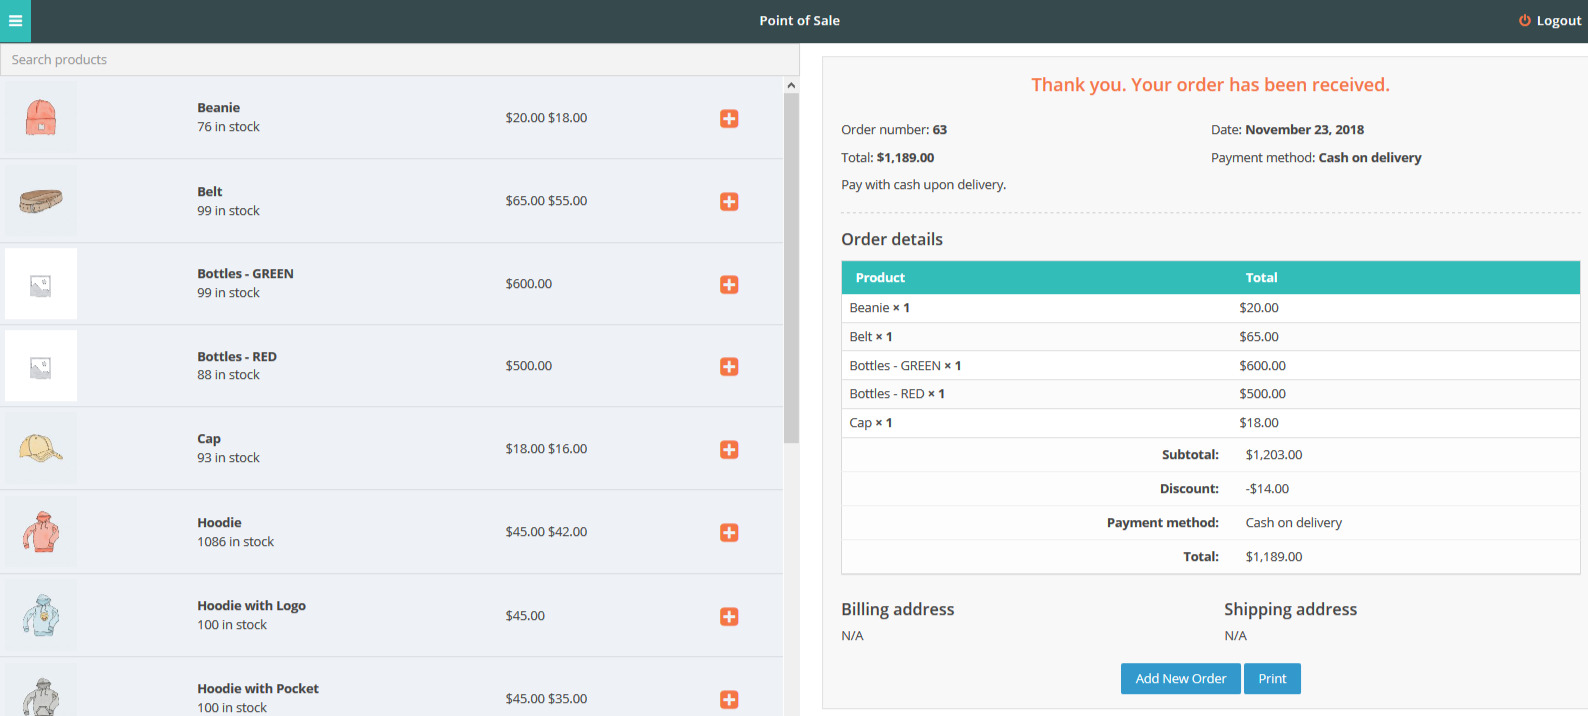 Point of Sale
Logout
Search products
Beanie
76 in stock
$20.00 $18.00
Belt
99 in stock
$65.00 $55.00
Bottles - GREEN
99 in stock
$600.00
Bottles - RED
88 in stock
$500.00
Cap
93 in stock
$18.00 $16.00
Hoodie
1086 in stock
$45.00 $42.00
Hoodie with Logo
100 in stock
$45.00
Hoodie with Pocket
100 in stock
$45.00 $35.00
Thank you. Your order has been received.
Order number: 63
Date: November 23, 2018
Total: $1,189.00
Payment method: Cash on delivery
Pay with cash upon delivery.
Order details
Product Total
Beanie × 1 $20.00
Belt × 1 $65.00
Bottles - GREEN × 1 $600.00
Bottles - RED × 1 $500.00
Cap × 1 $18.00
Subtotal: $1,203.00
Discount: -$14.00
Payment method: Cash on delivery
Total: $1,189.00
Billing address
N/A
Shipping address
N/A
Add New Order
Print